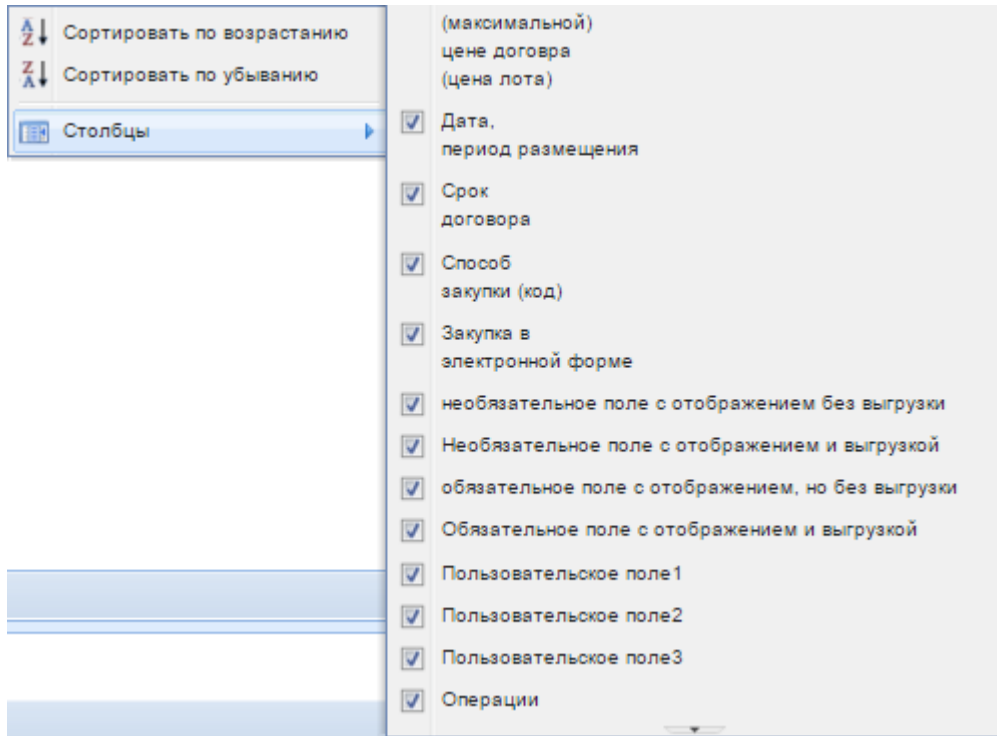 Сортировать по возрастанию
Сортировать по убыванию
Столбцы
(максимальной)
цене договра
(цена лота)
Дата,
период размещения
Срок
договора
Способ
закупки (код)
Закупка в
электронной форме
необязательное поле с отображением без выгрузки
Необязательное поле с отображением и выгрузкой
обязательное поле с отображением, но без выгрузки
Обязательное поле с отображением и выгрузкой
Пользовательское поле1
Пользовательское поле2
Пользовательское поле3
Операции